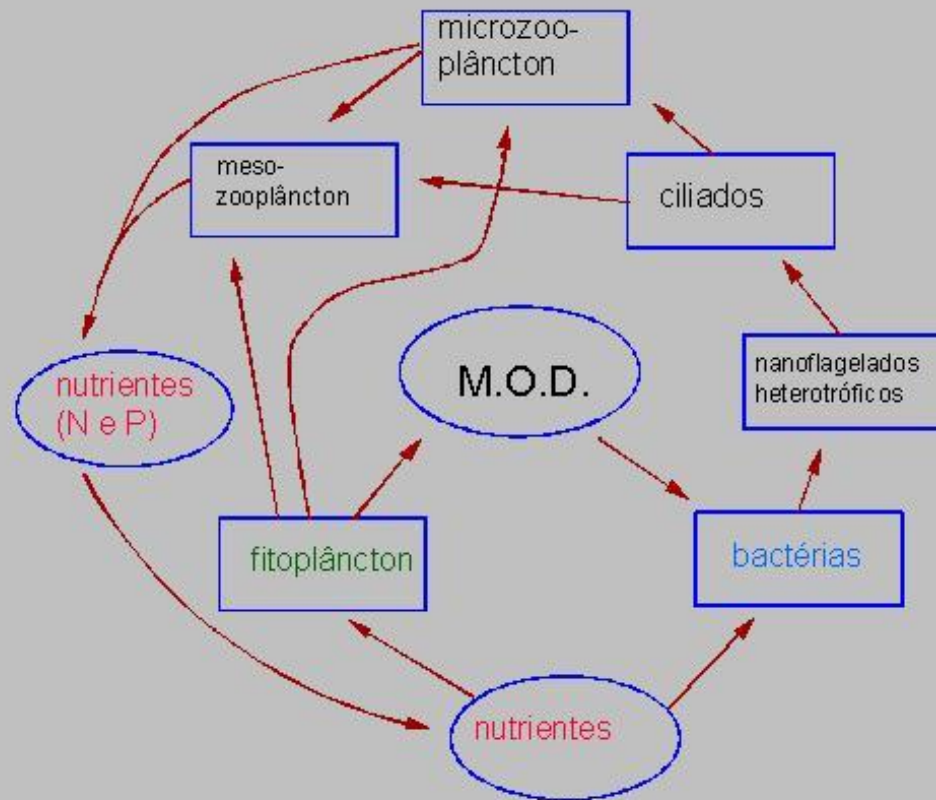 microzoo-
plâncton
meso-
zooplâncton
ciliados
nutrientes
(N e P)
M.O.D.
nanoflagelados
heterotróficos
fitoplâncton
bactérias
nutrientes